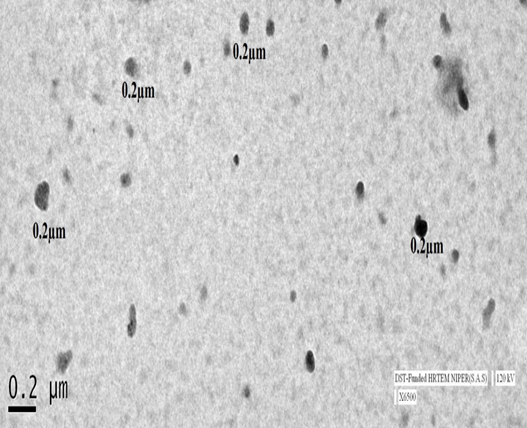 0.2μm
0.2μm
0.2μm
0.2μm
DST-Funded HRTEM NIPER(S.A.S) 120 kV
X6500
0.2 μm